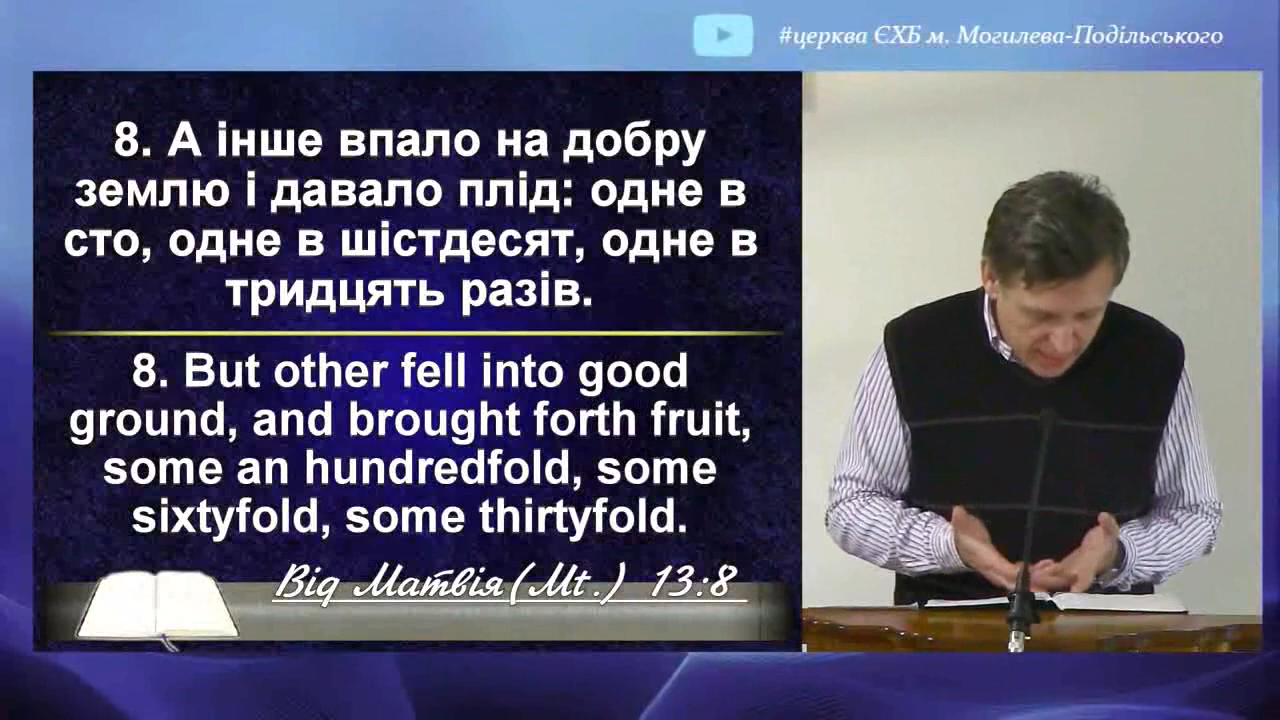 #церква ЄХБ м. Могилева-Подільського
8. А інше впало на добру
землю і давало плід: одне в
сто, одне в шістдесят, одне в
тридцять разів.
8. But other fell into good
ground, and brought forth fruit,
some an hundredfold, some
sixtyfold, some thirtyfold.
Від Матвія(Mt.) 13:8